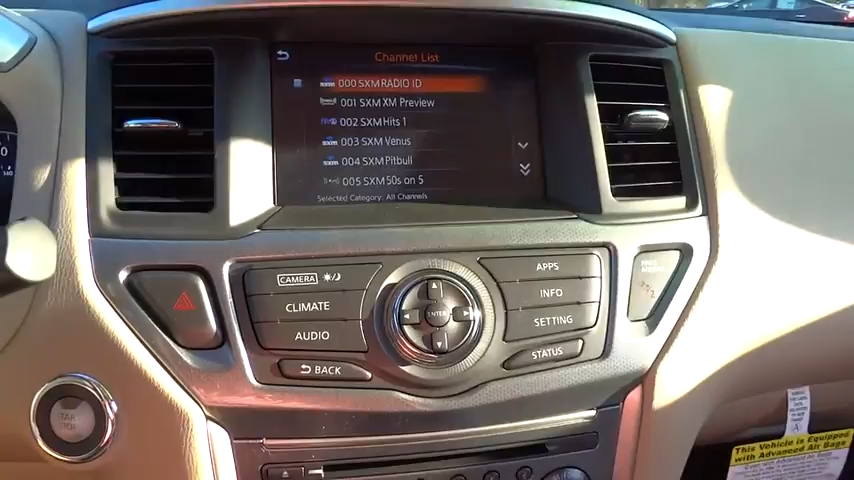 Channel List
000 SXM RADIO ID
001 SXM XM Preview
002 SXM Hits 1
003 SXM Venus
004 SXM Pitbull
005 SXM 50s on 5
Selected Category: All Channels
CAMERA
CLIMATE
AUDIO
BACK
ENTER
APPS
INFO
SETTING
STATUS
This Vehicle is Equipped
with Advanced Air Bags